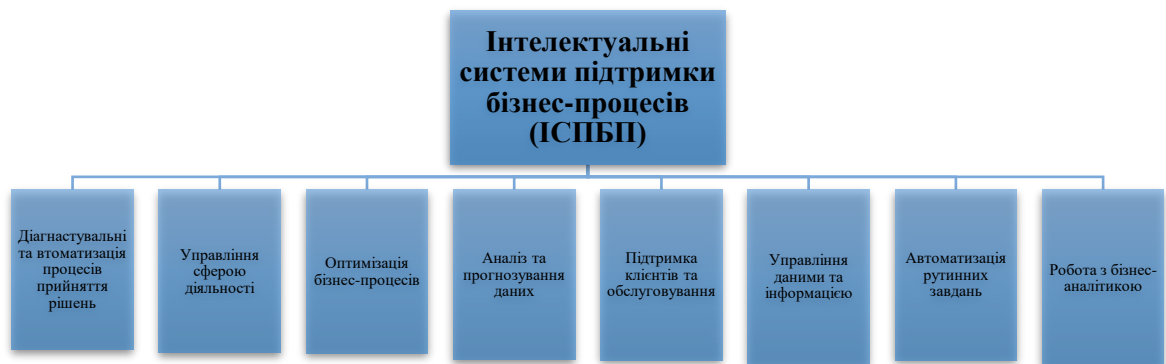 Інтелектуальні
системи підтримки
бізнес-процесів
(ІСПБП)
Діагнастувальні
та втоматизація
процесів
прийняття
рішень
Управління
сферою
діяльності
Оптимізація
бізнес-процесів
Аналіз та
прогнозування
даних
Підтримка
клієнтів та
обслуговування
Управління
даними та
інформацією
Автоматизація
рутинних
завдань
Робота з бізнес-
аналітикою